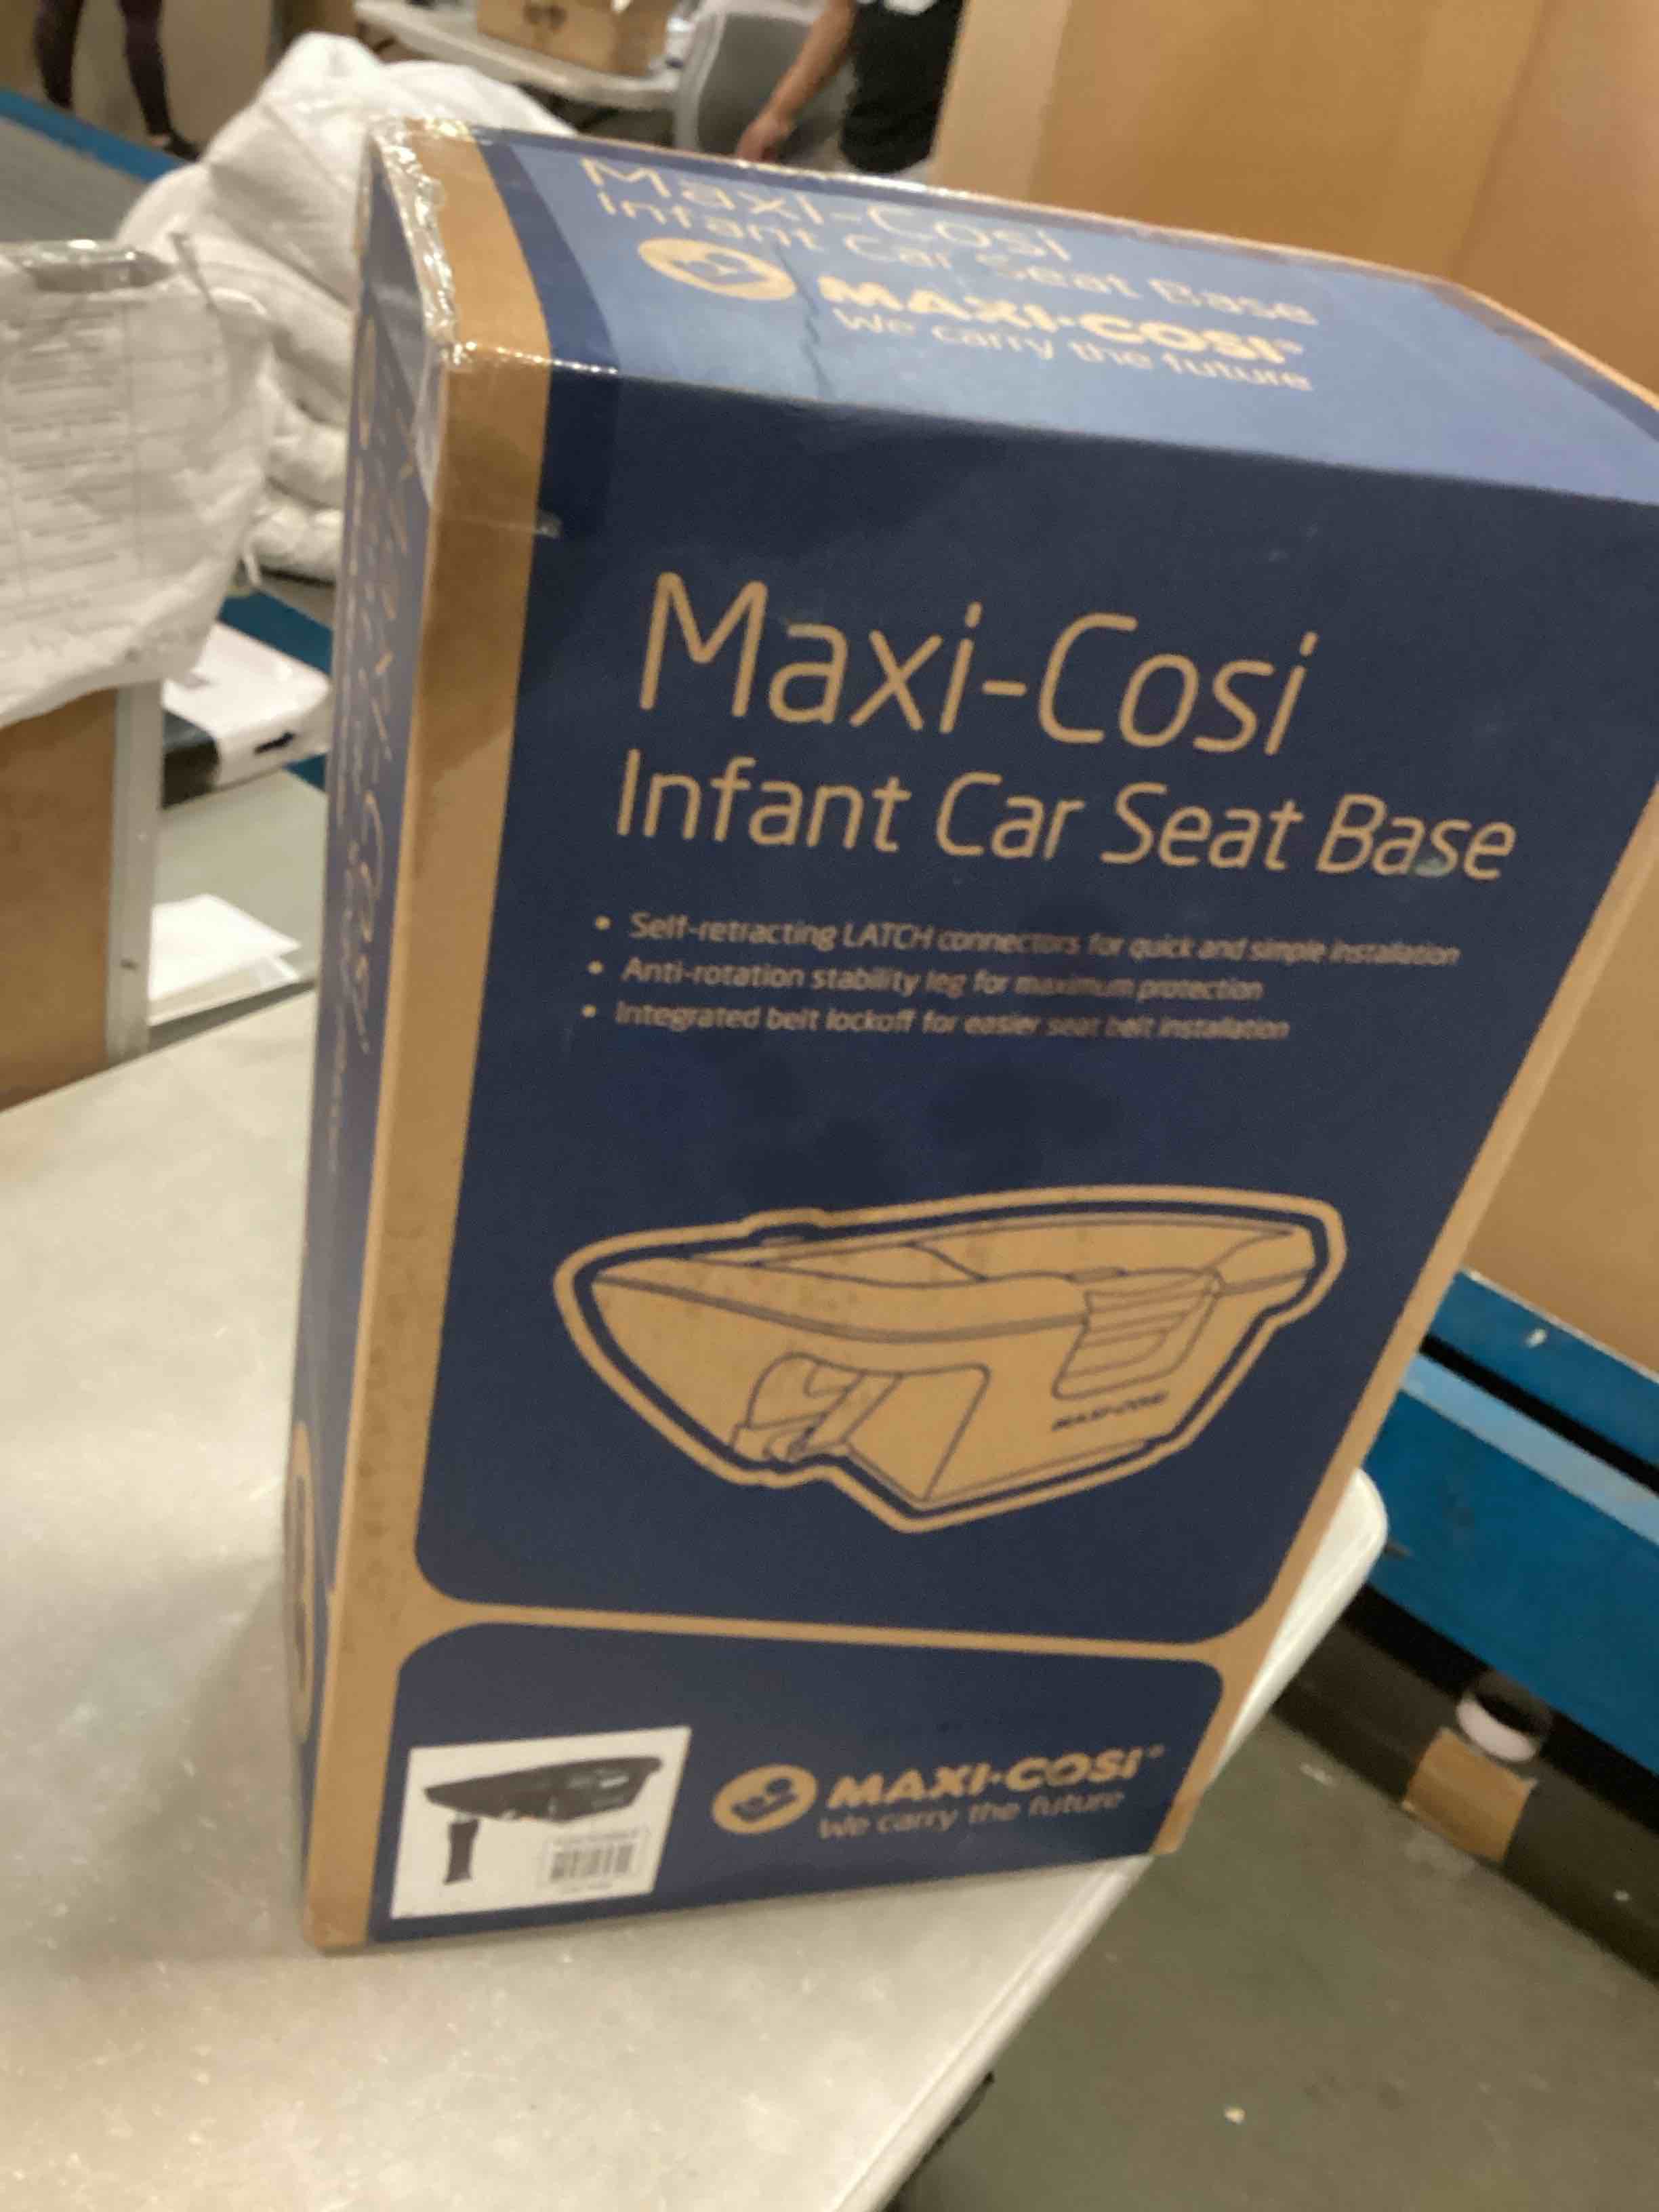 Maxi-Cosi
Infant Car Seat Base
MAXI-COSI®
We carry the future
Maxi-Cosi
Infant Car Seat Base
• Self-retracting LATCH connectors for quick and simple installation
• Anti-rotation stability leg for maximum protection
• Integrated belt lockoff for easier seat belt installation
MAXI-COSI
MAXI-COSI®
We carry the future